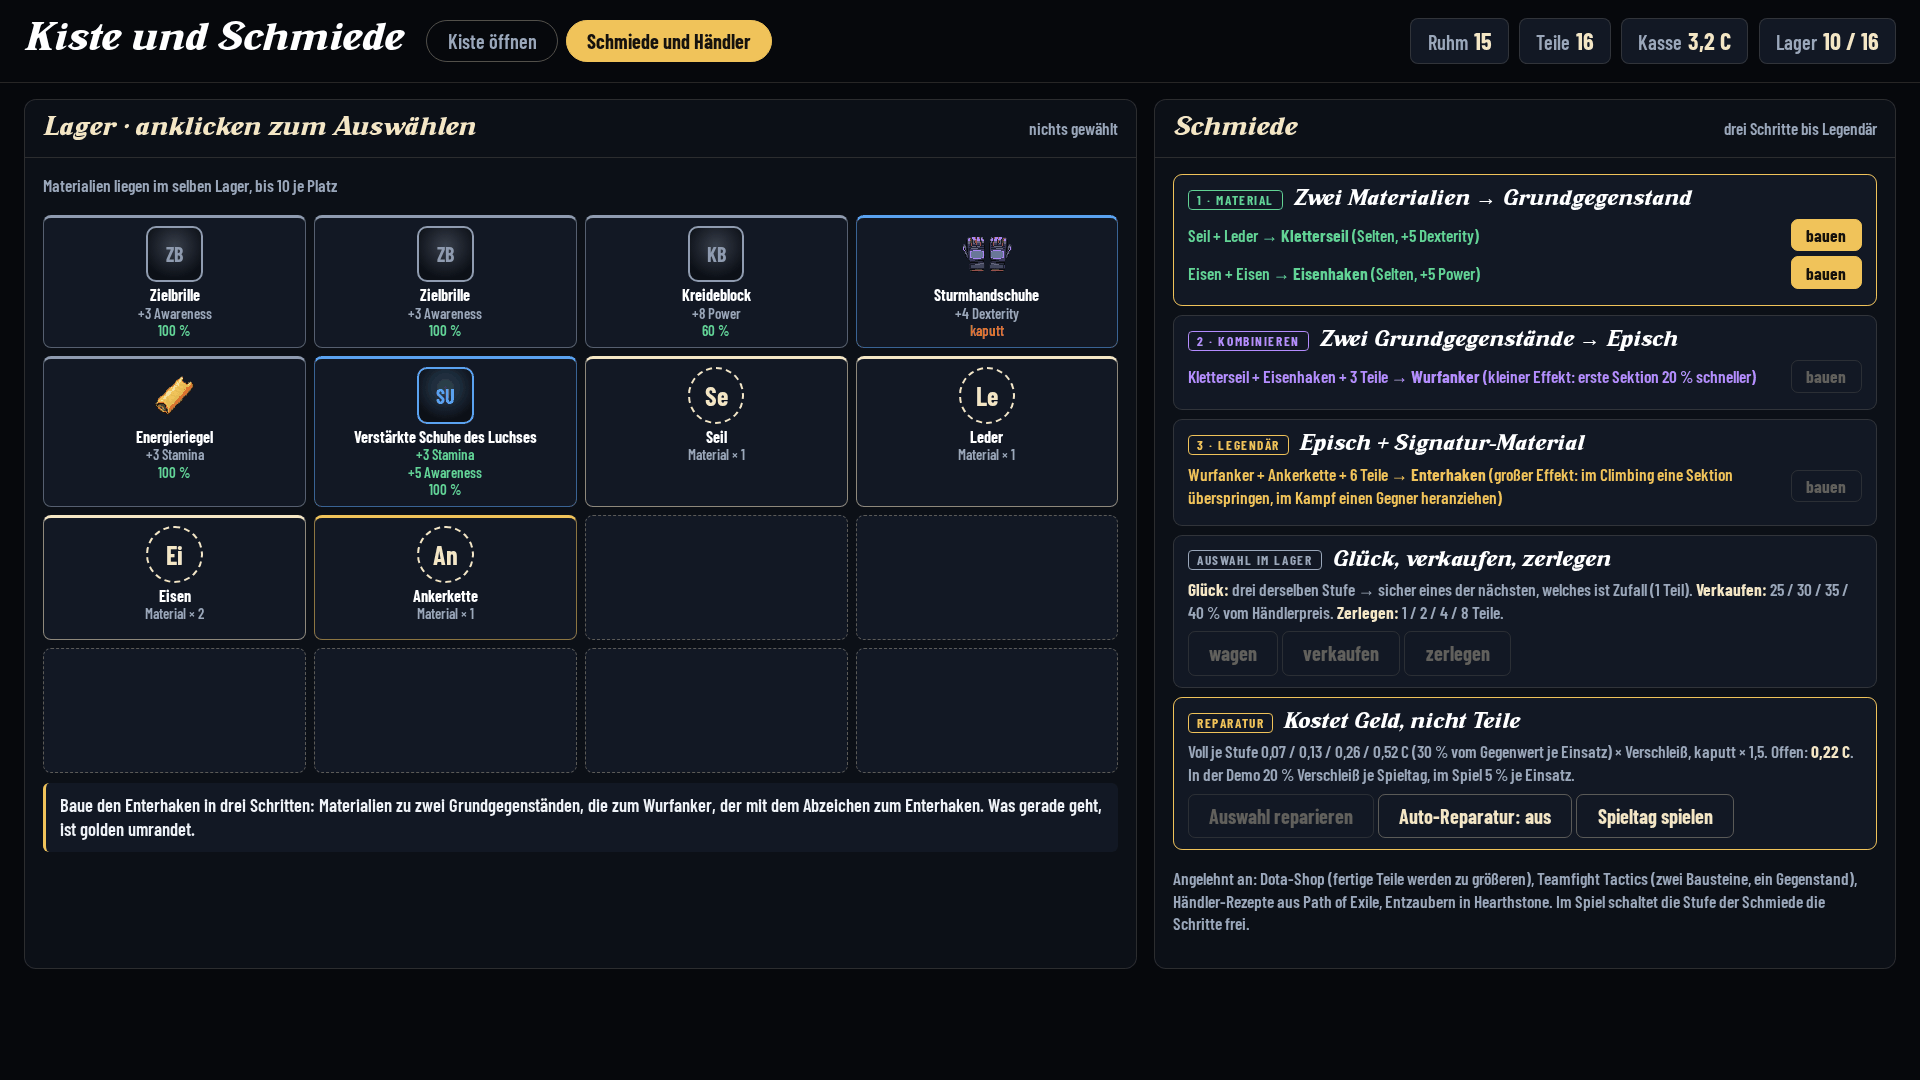 Kiste und Schmiede
Kiste öffnen
Schmiede und Händler
Ruhm 15
Teile 16
Kasse 3,2 C
Lager 10 / 16
Lager · anklicken zum Auswählen
nichts gewählt
Materialien liegen im selben Lager, bis 10 je Platz
ZB
Zielbrille
+3 Awareness
100 %
ZB
Zielbrille
+3 Awareness
100 %
KB
Kreideblock
+8 Power
60 %
Sturmhandschuhe
+4 Dexterity
kaputt
Energieriegel
+3 Stamina
100 %
SU
Verstärkte Schuhe des Luchses
+3 Stamina
+5 Awareness
100 %
Se
Seil
Material × 1
Le
Leder
Material × 1
Ei
Eisen
Material × 2
An
Ankerkette
Material × 1
Baue den Enterhaken in drei Schritten: Materialien zu zwei Grundgegenständen, die zum Wurfanker, der mit dem Abzeichen zum Enterhaken. Was gerade geht,
ist golden umrandet.
Schmiede
drei Schritte bis Legendär
1 · MATERIAL
Zwei Materialien → Grundgegenstand
Seil + Leder → Kletterseil (Selten, +5 Dexterity)
bauen
Eisen + Eisen → Eisenhaken (Selten, +5 Power)
bauen
2 · KOMBINIEREN
Zwei Grundgegenstände → Episch
Kletterseil + Eisenhaken + 3 Teile → Wurfanker (kleiner Effekt: erste Sektion 20 % schneller)
bauen
3 · LEGENDÄR
Episch + Signatur-Material
Wurfanker + Ankerkette + 6 Teile → Enterhaken (großer Effekt: im Climbing eine Sektion
überspringen, im Kampf einen Gegner heranziehen)
bauen
AUSWAHL IM LAGER
Glück, verkaufen, zerlegen
Glück: drei derselben Stufe → sicher eines der nächsten, welches ist Zufall (1 Teil). Verkaufen: 25 / 30 / 35 /
40 % vom Händlerpreis. Zerlegen: 1 / 2 / 4 / 8 Teile.
wagen
verkaufen
zerlegen
REPARATUR
Kostet Geld, nicht Teile
Voll je Stufe 0,07 / 0,13 / 0,26 / 0,52 C (30 % vom Gegenwert je Einsatz) × Verschleiß, kaputt × 1,5. Offen: 0,22 C.
In der Demo 20 % Verschleiß je Spieltag, im Spiel 5 % je Einsatz.
Auswahl reparieren
Auto-Reparatur: aus
Spieltag spielen
Angelehnt an: Dota-Shop (fertige Teile werden zu größeren), Teamfight Tactics (zwei Bausteine, ein Gegenstand),
Händler-Rezepte aus Path of Exile, Entzaubern in Hearthstone. Im Spiel schaltet die Stufe der Schmiede die
Schritte frei.